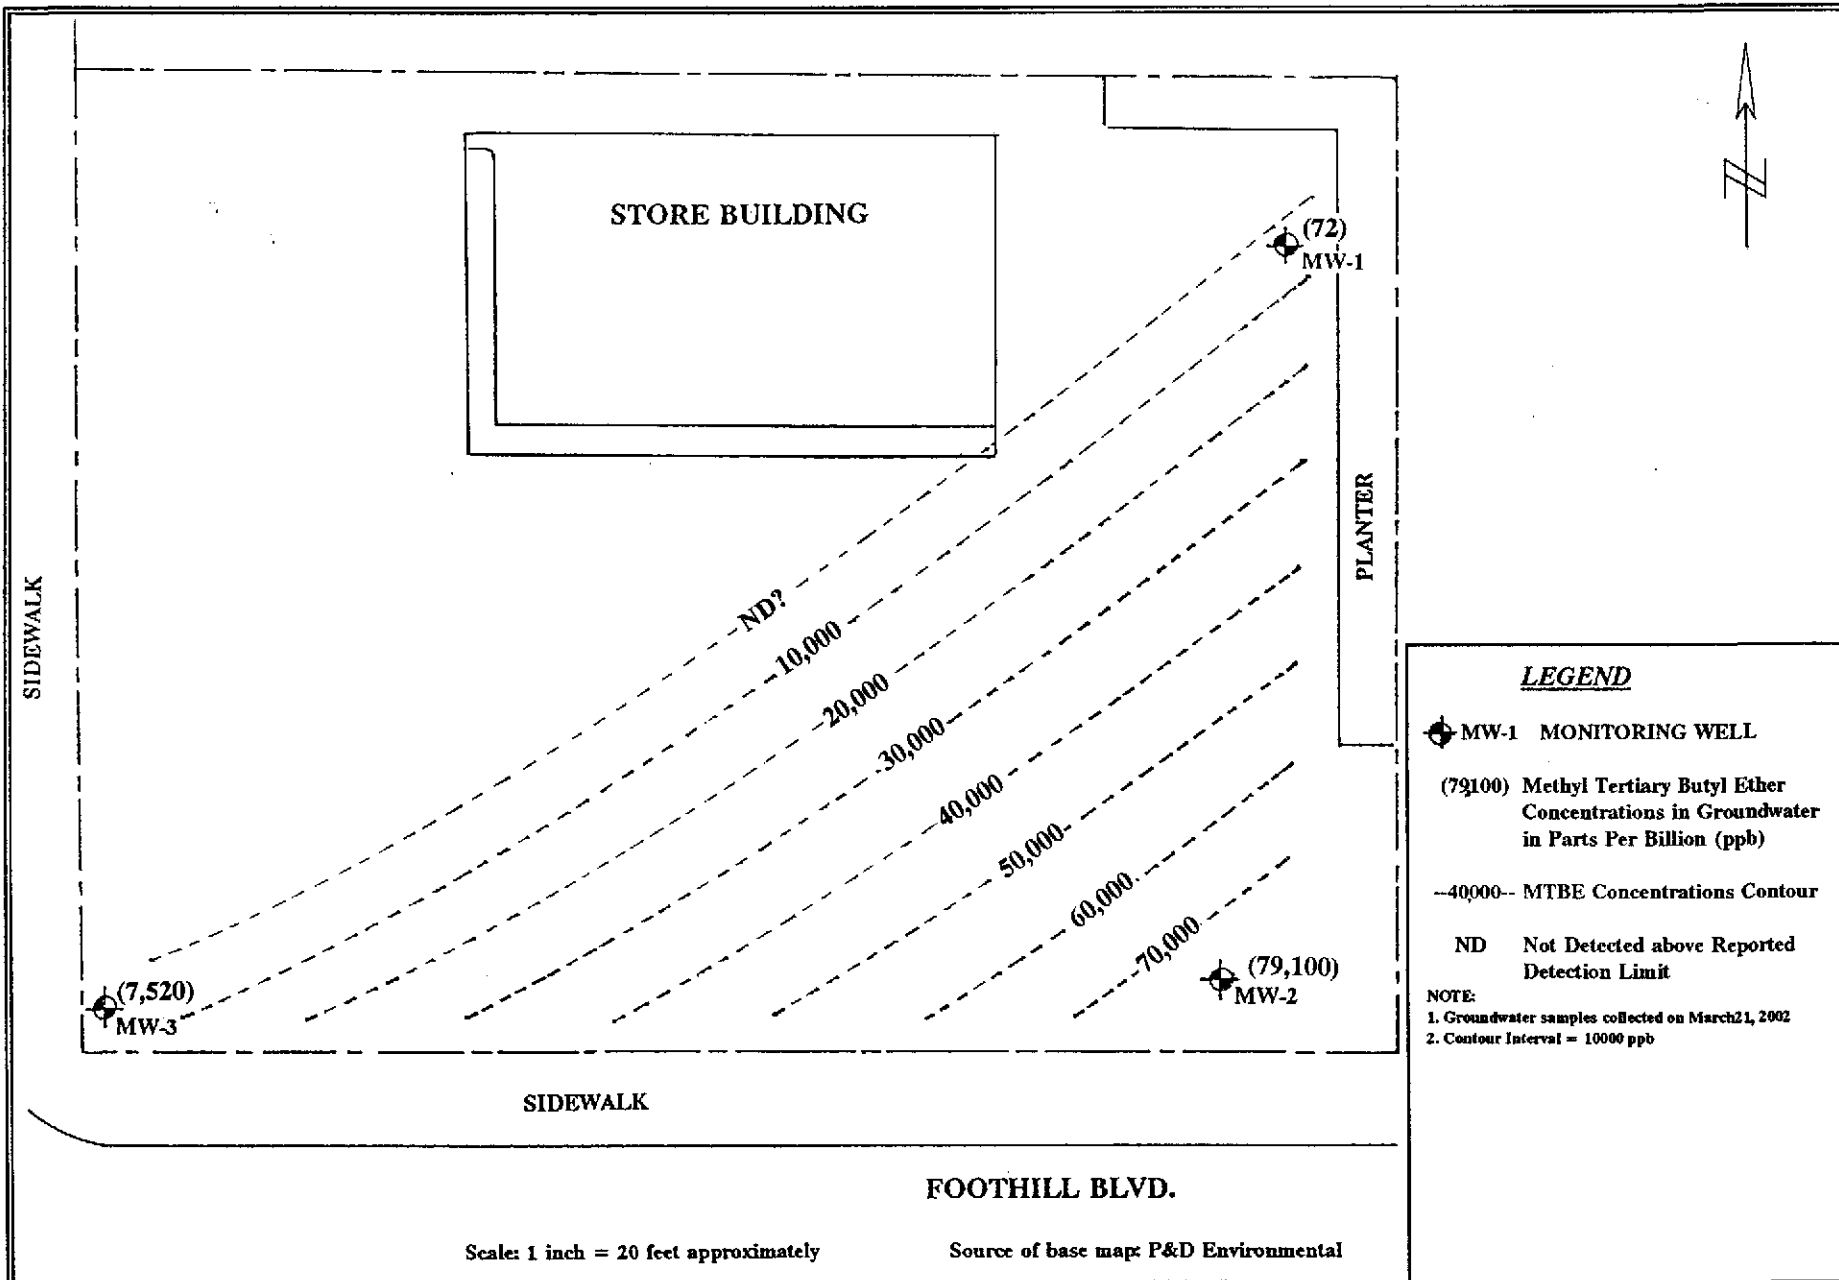 STORE BUILDING
(72)
MW-1
PLANTER
SIDEWALK
ND?
10,000
20,000
30,000
40,000
50,000
60,000
70,000
(7,520)
MW-3
(79,100)
MW-2
SIDEWALK
FOOTHILL BLVD.
Scale: 1 inch = 20 feet approximately
Source of base map: P&D Environmental
N
LEGEND
MW-1 MONITORING WELL
(79,100) Methyl Tertiary Butyl Ether
Concentrations in Groundwater
in Parts Per Billion (ppb)
--40,000-- MTBE Concentrations Contour
ND Not Detected above Reported
Detection Limit
NOTE:
1. Groundwater samples collected on March21, 2002
2. Contour Interval = 10000 ppb